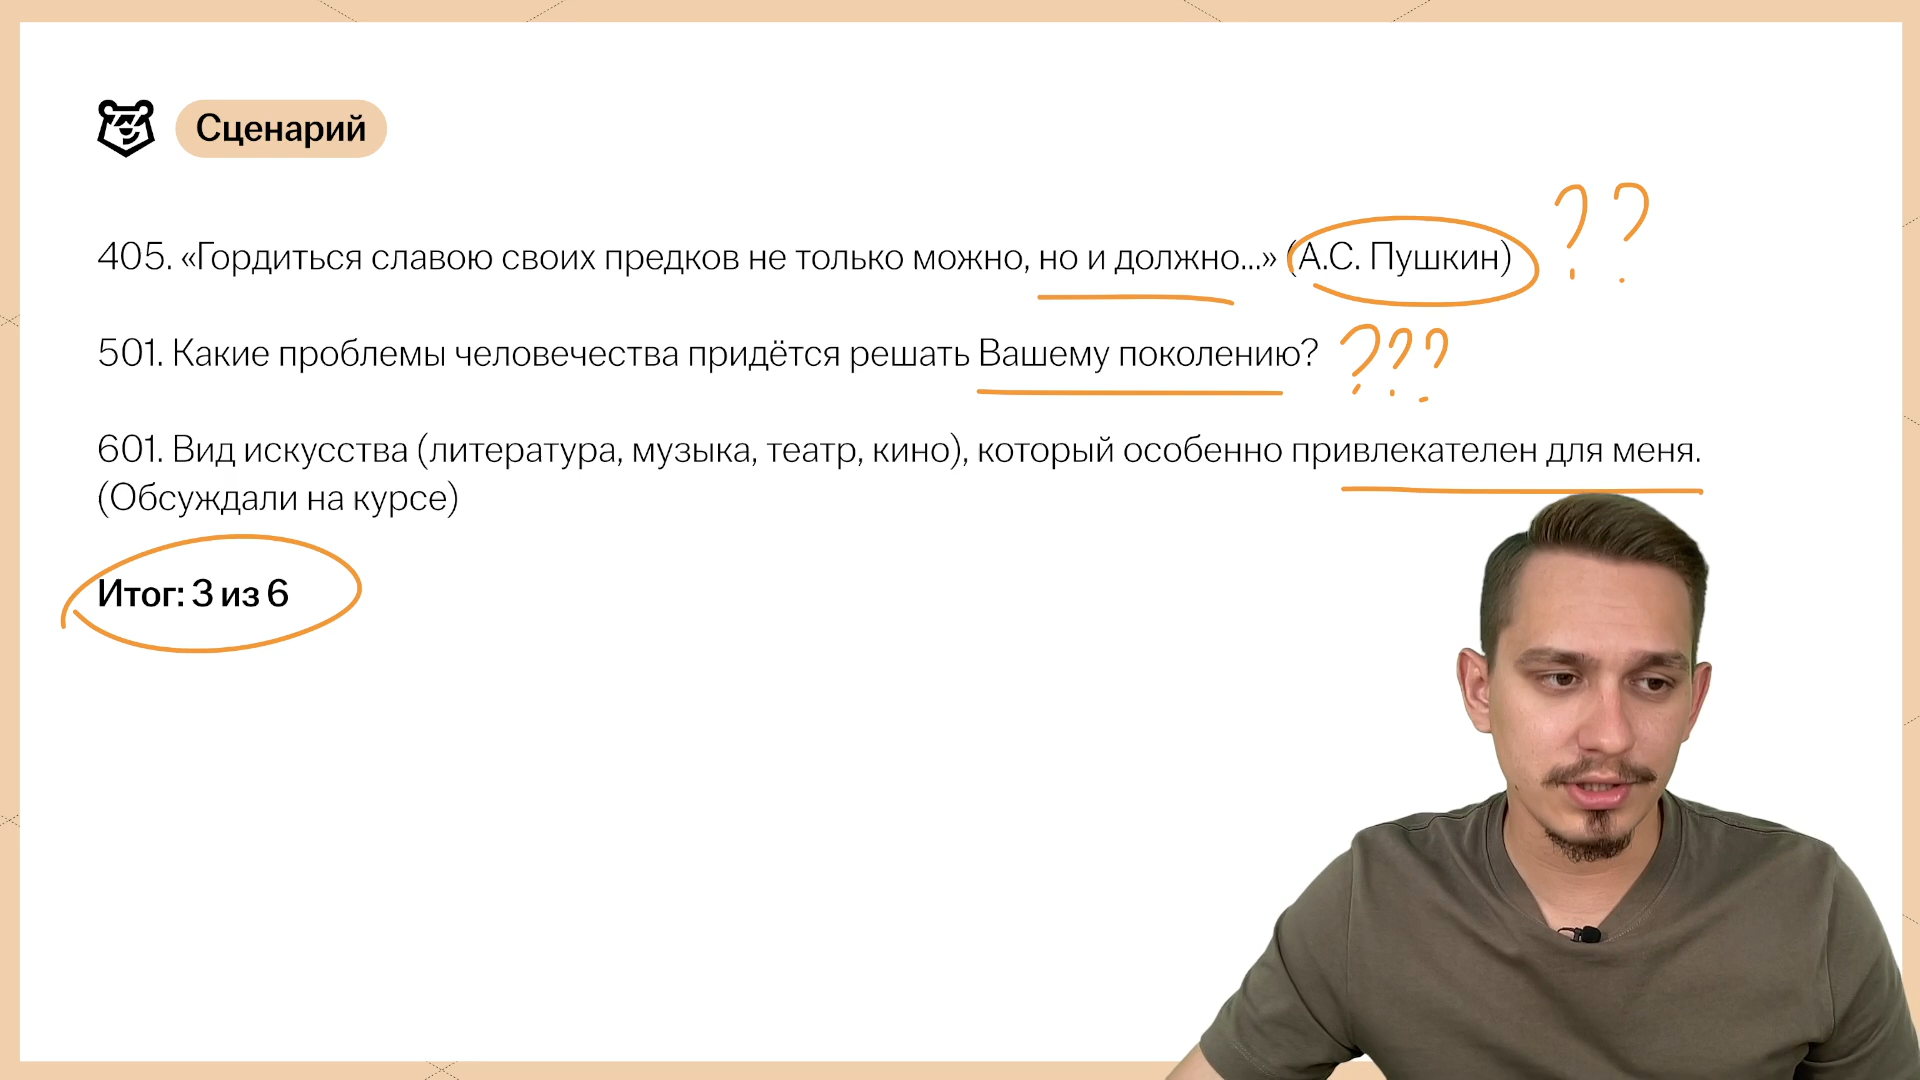 Сценарий
405. «Гордиться славою своих предков не только можно, но и должно...» (А.С. Пушкин) ??
501. Какие проблемы человечества придётся решать Вашему поколению? ???
601. Вид искусства (литература, музыка, театр, кино), который особенно привлекателен для меня.
(Обсуждали на курсе)
Итог: 3 из 6